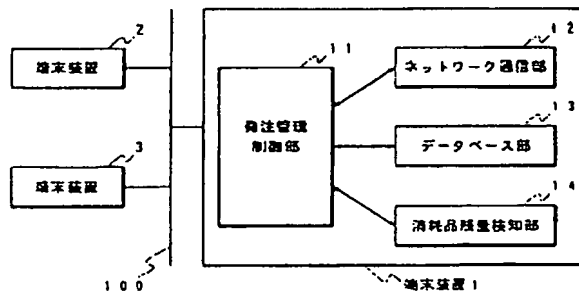 2
端末装置
3
端末装置
100
11
発注管理
制御部
12
ネットワーク通信部
13
データベース部
14
消耗品残量検知部
端末装置1